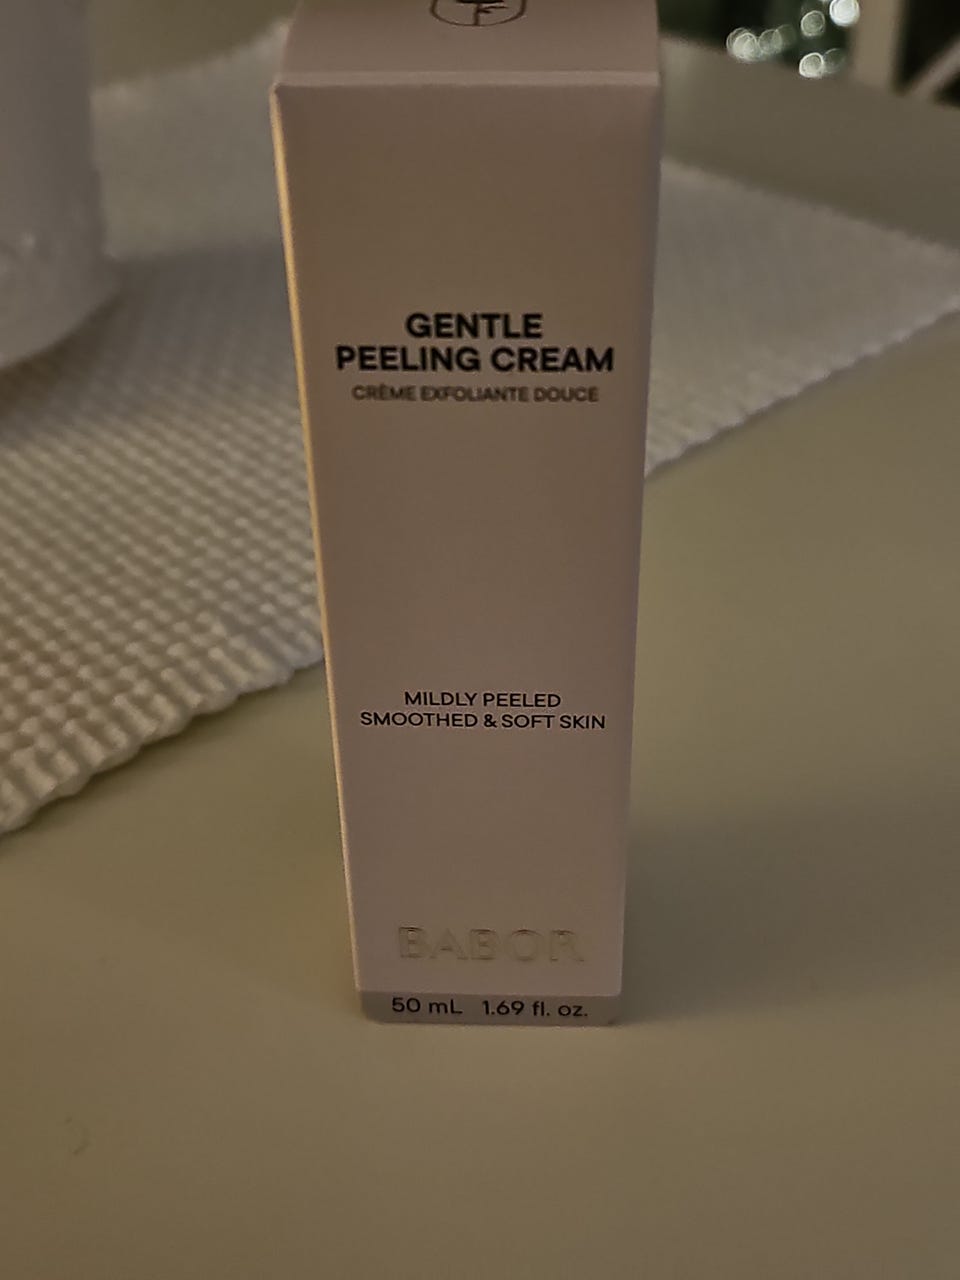 GENTLE
PEELING CREAM
CRÈME EXFOLIANTE DOUCE
MILDLY PEELED
SMOOTHED & SOFT SKIN
BABOR
50 mL 1.69 fl. oz.